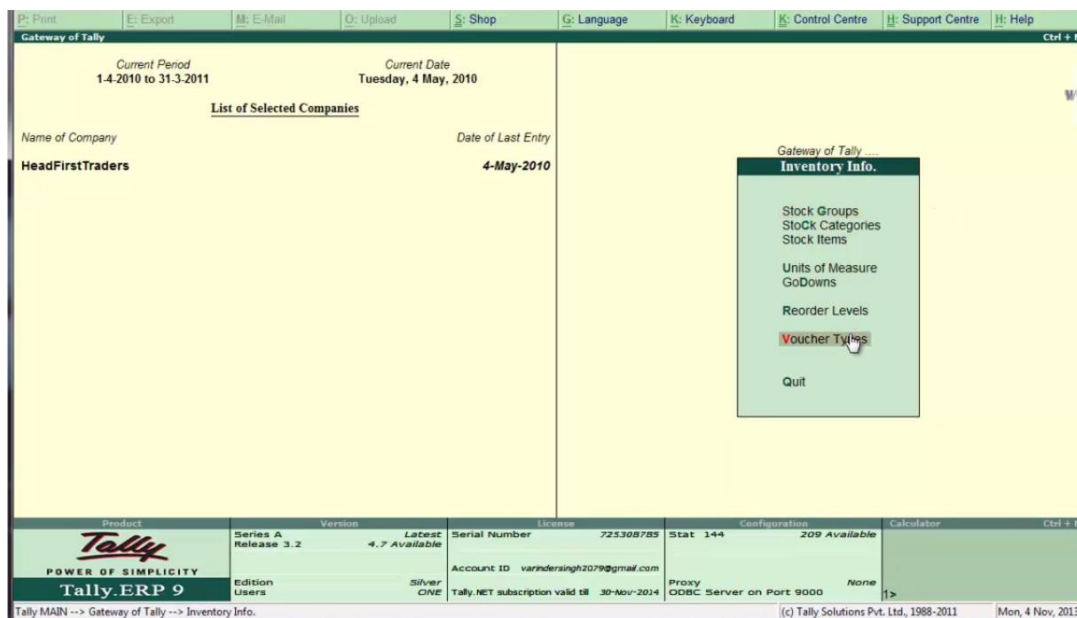 P: Print E: Export M: E-Mail O: Upload S: Shop G: Language K: Keyboard K: Control Centre H: Support Centre H: Help
Gateway of Tally Ctrl +
Current Period Current Date
1-4-2010 to 31-3-2011 Tuesday, 4 May, 2010
List of Selected Companies
Name of Company Date of Last Entry
HeadFirstTraders 4-May-2010
Gateway of Tally ....
Inventory Info.
Stock Groups
StoCk Categories
Stock Items
Units of Measure
GoDowns
Reorder Levels
Voucher Types
Quit
Product Version License Configuration Calculator Ctrl +
Tally
POWER OF SIMPLICITY
Tally.ERP 9
Series A Latest
Release 3.2 4.7 Available
Edition Silver
Users ONE
Serial Number 725308785
Account ID varindersingh2079@gmail.com
Tally.NET subscription valid till 30-Nov-2014
Stat 144 209 Available
Proxy None
ODBC Server on Port 9000
1>
Tally MAIN --> Gateway of Tally --> Inventory Info. (c) Tally Solutions Pvt. Ltd., 1988-2011 Mon, 4 Nov, 2013